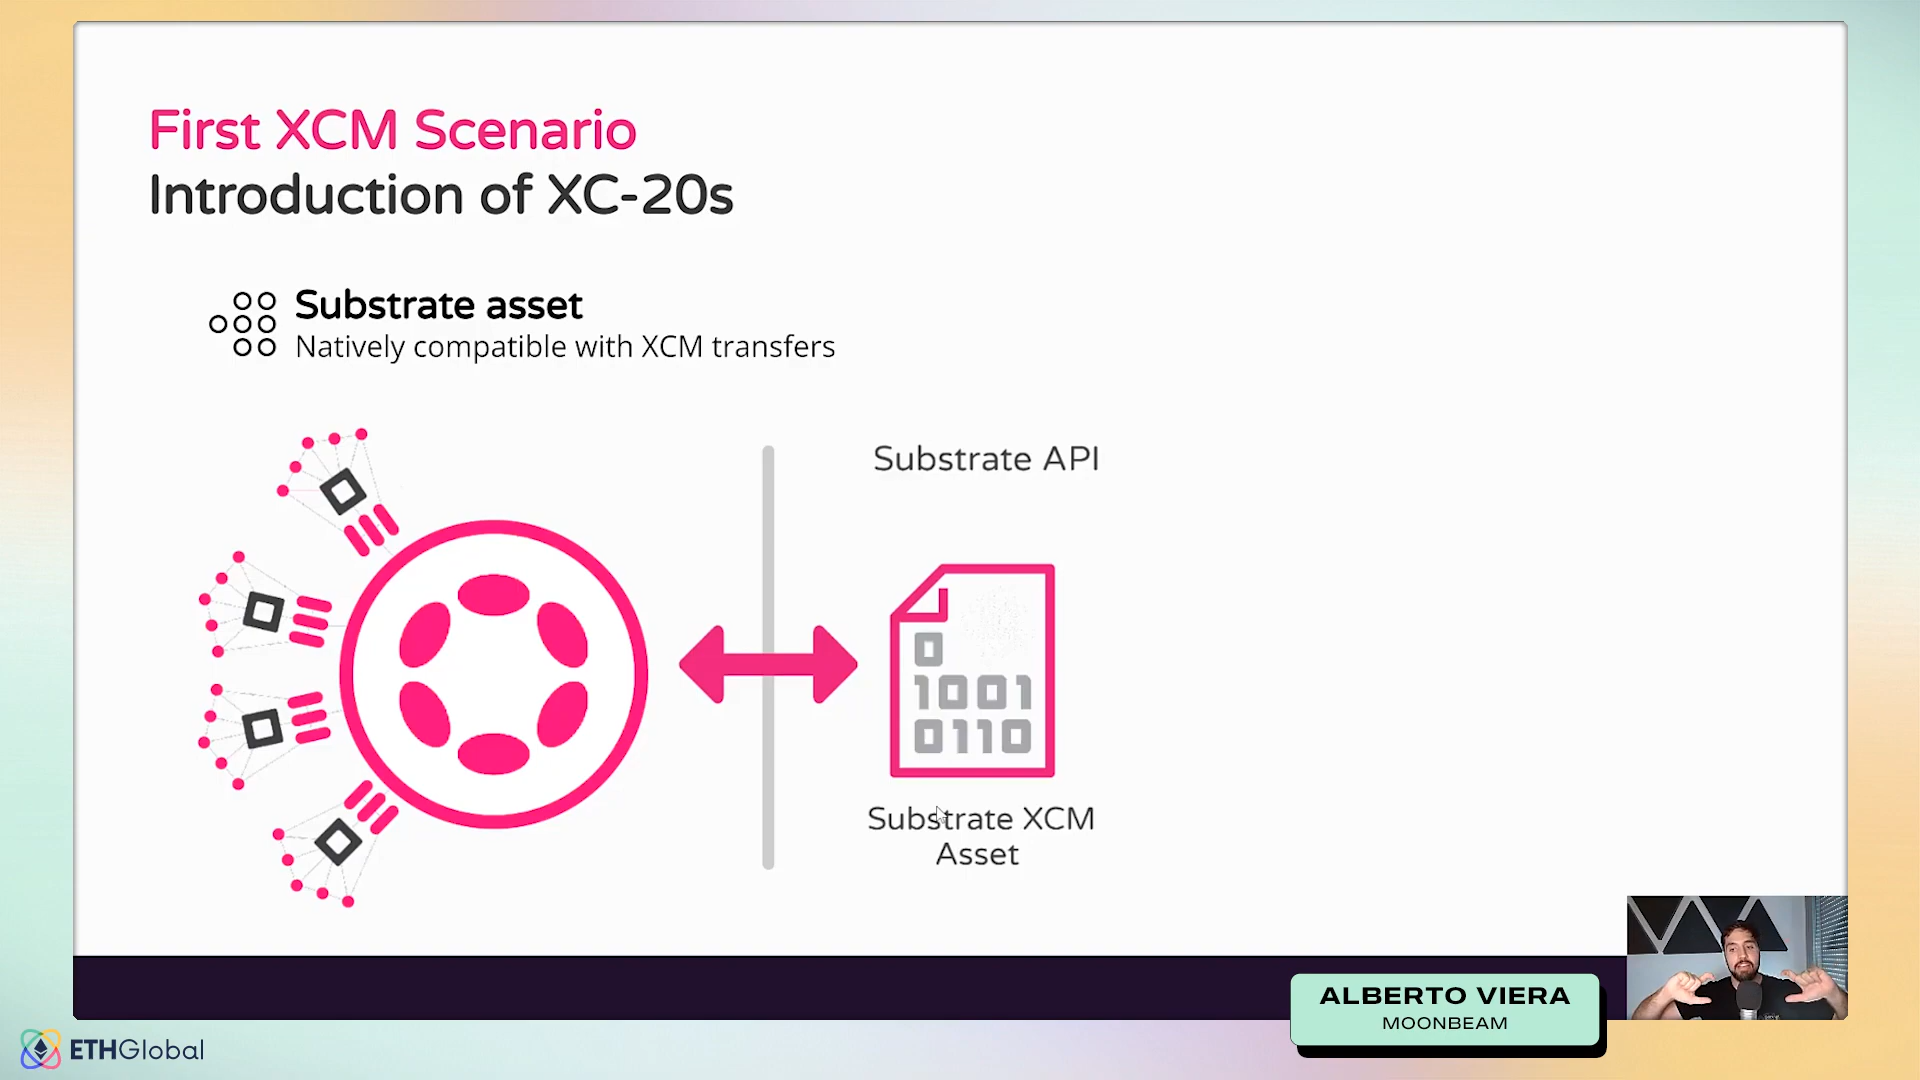 First XCM Scenario
Introduction of XC-20s
Substrate asset
Natively compatible with XCM transfers
Substrate API
0
1001
0110
Substrate XCM
Asset
ALBERTO VIERA
MOONBEAM
ETHGlobal